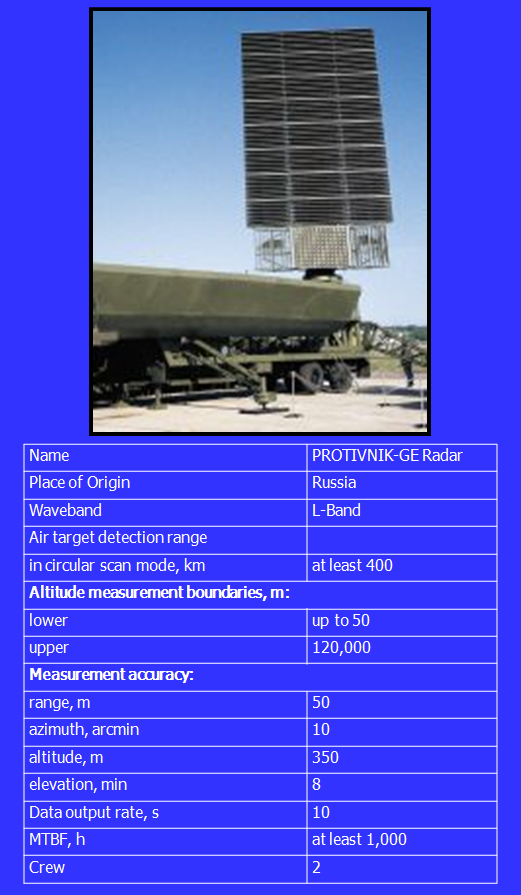 Name PROTIVNIK-GE Radar
Place of Origin Russia
Waveband L-Band
Air target detection range
in circular scan mode, km at least 400
Altitude measurement boundaries, m:
lower up to 50
upper 120,000
Measurement accuracy:
range, m 50
azimuth, arcmin 10
altitude, m 350
elevation, min 8
Data output rate, s 10
MTBF, h at least 1,000
Crew 2